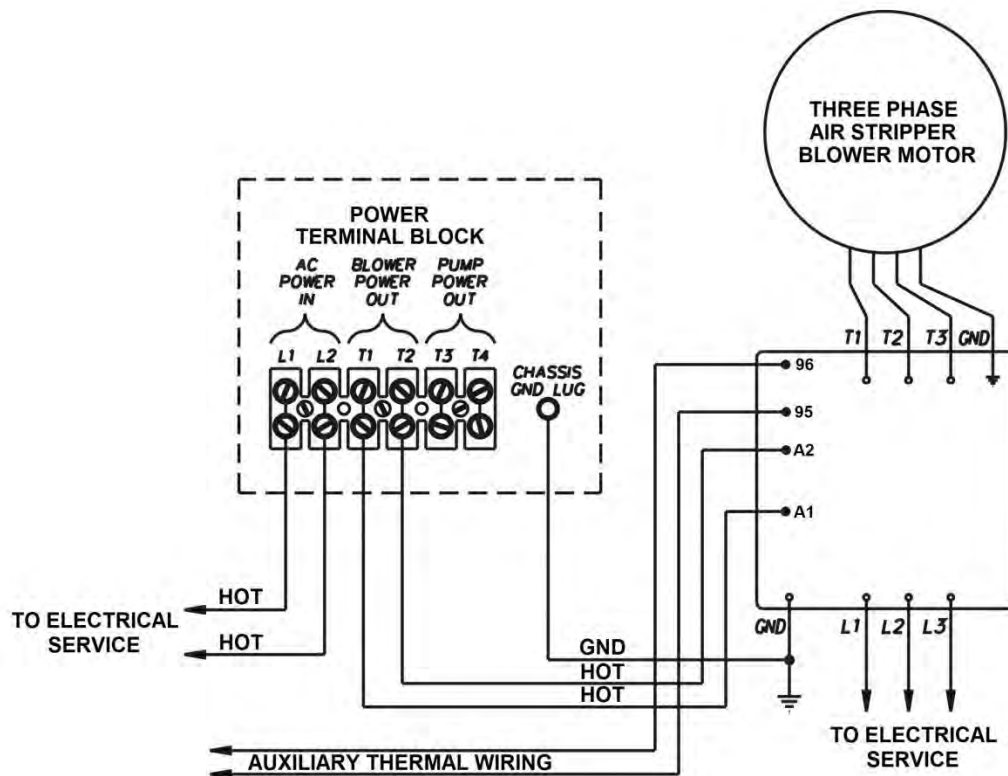 THREE PHASE
AIR STRIPPER
BLOWER MOTOR
POWER
TERMINAL BLOCK
AC
POWER
IN
BLOWER
POWER
OUT
PUMP
POWER
OUT
L1 L2 T1 T2 T3 T4
CHASSIS
GND LUG
T1 T2 T3 GND
96
95
A2
A1
HOT
TO ELECTRICAL
SERVICE
HOT
GND
HOT
HOT
GND L1 L2 L3
TO ELECTRICAL
SERVICE
AUXILIARY THERMAL WIRING